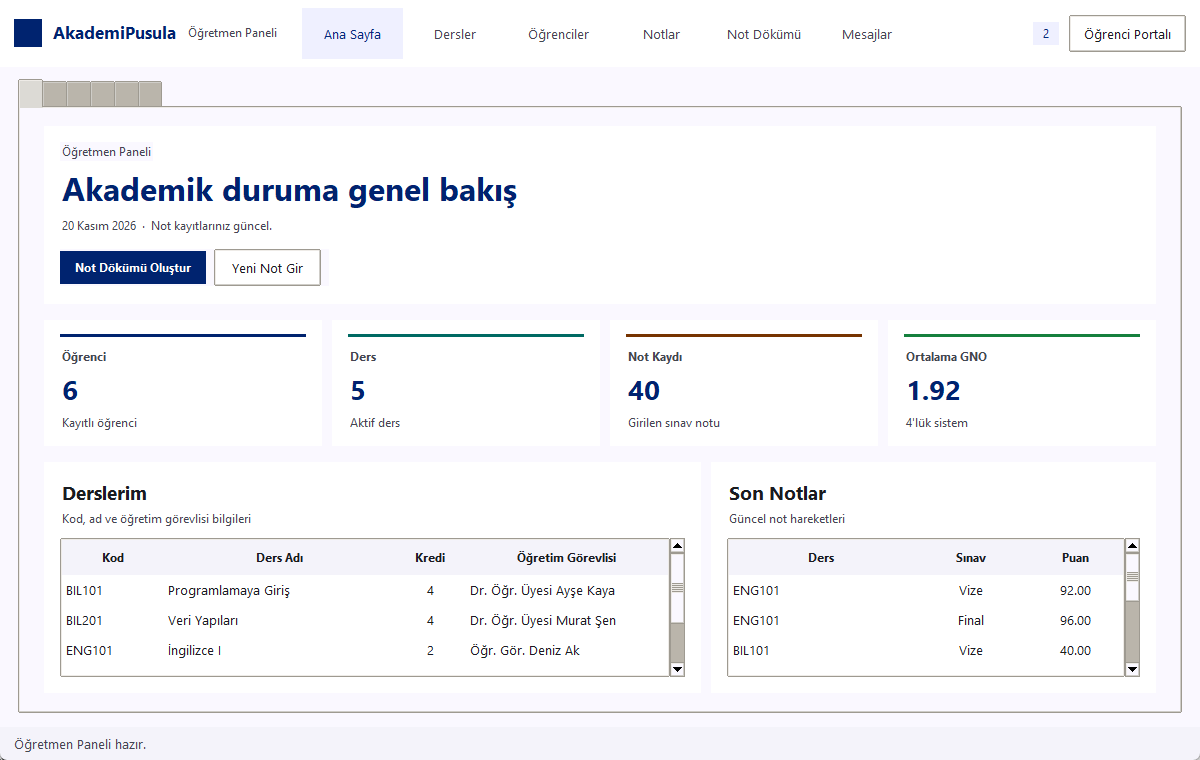 AkademiPusula Öğretmen Paneli Ana Sayfa Dersler Öğrenciler Notlar Not Dökümü Mesajlar 2 Öğrenci Portalı
Öğretmen Paneli
Akademik duruma genel bakış
20 Kasım 2026 · Not kayıtlarınız güncel.
Not Dökümü Oluştur Yeni Not Gir
Öğrenci
6
Kayıtlı öğrenci
Ders
5
Aktif ders
Not Kaydı
40
Girilen sınav notu
Ortalama GNO
1.92
4'lük sistem
Derslerim
Kod, ad ve öğretim görevlisi bilgileri
Kod Ders Adı Kredi Öğretim Görevlisi
BIL101 Programlamaya Giriş 4 Dr. Öğr. Üyesi Ayşe Kaya
BIL201 Veri Yapıları 4 Dr. Öğr. Üyesi Murat Şen
ENG101 İngilizce I 2 Öğr. Gör. Deniz Ak
Son Notlar
Güncel not hareketleri
Ders Sınav Puan
ENG101 Vize 92.00
ENG101 Final 96.00
BIL101 Vize 40.00
Öğretmen Paneli hazır.